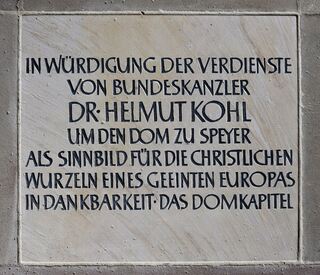 IN WÜRDIGUNG DER VERDIENSTE
VON BUNDESKANZLER
DR· HELMUT KOHL
UM DEN DOM ZU SPEYER
ALS SINNBILD FÜR DIE CHRISTLICHEN
WURZELN EINES GEEINTEN EUROPAS
IN DANKBARKEIT· DAS DOMKAPITEL